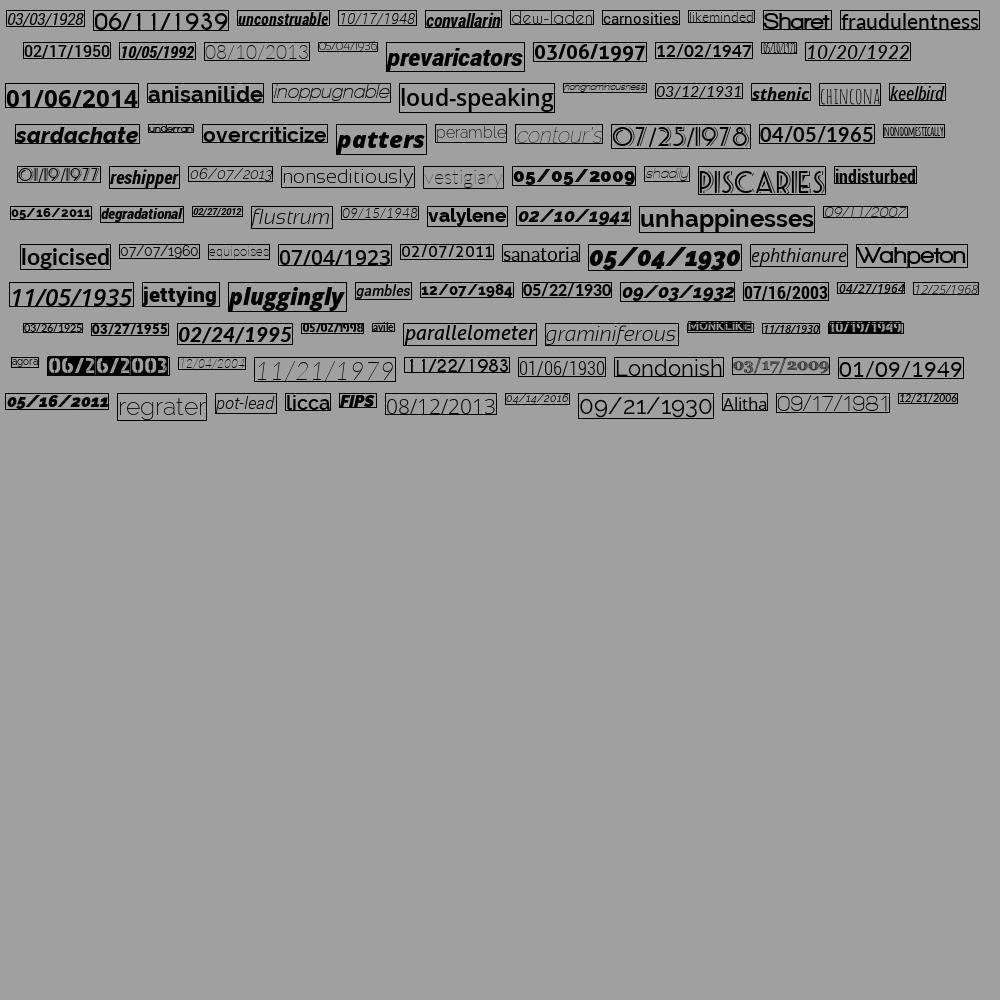 03/03/1928 06/11/1939 unconstruable 10/17/1948 convallarin dew-laden carnosities likeminded Sharet fraudulentness
02/17/1950 10/05/1992 08/10/2013 05/04/1936 prevaricators 03/06/1997 12/02/1947 10/20/1922
01/06/2014 anisanilide inoppugnable loud-speaking nongnominousness 03/12/1931 sthenic CHINCONA keelbird
sardachate underran overcriticize patters peramble contour's 07/25/1978 04/05/1965 NONDOMESTICALLY
01/19/1977 reshipper 06/07/2013 nonseditiously vestigiary 05/05/2009 shadily PISCARIES indisturbed
05/16/2011 degradational 02/27/2012 flustrum 09/15/1948 valylene 02/10/1941 unhappinesses 09/11/2007
logicised 07/07/1960 equipoises 07/04/1923 02/07/2011 sanatoria 05/04/1930 ephthianure Wahpeton
11/05/1935 jettying pluggingly gambles 12/07/1984 05/22/1930 09/03/1932 07/16/2003 04/27/1964 12/25/1968
03/26/1925 03/27/1955 02/24/1995 05/02/1998 avile parallelometer graminiferous MONKLIKE 11/18/1930 10/19/1949
agora 06/26/2003 12/04/2004 11/21/1979 11/22/1983 01/06/1930 Londonish 03/17/2009 01/09/1949
05/16/2011 regrater pot-lead licca FIPS 08/12/2013 04/14/2016 09/21/1930 Alitha 09/17/1981 12/21/2006